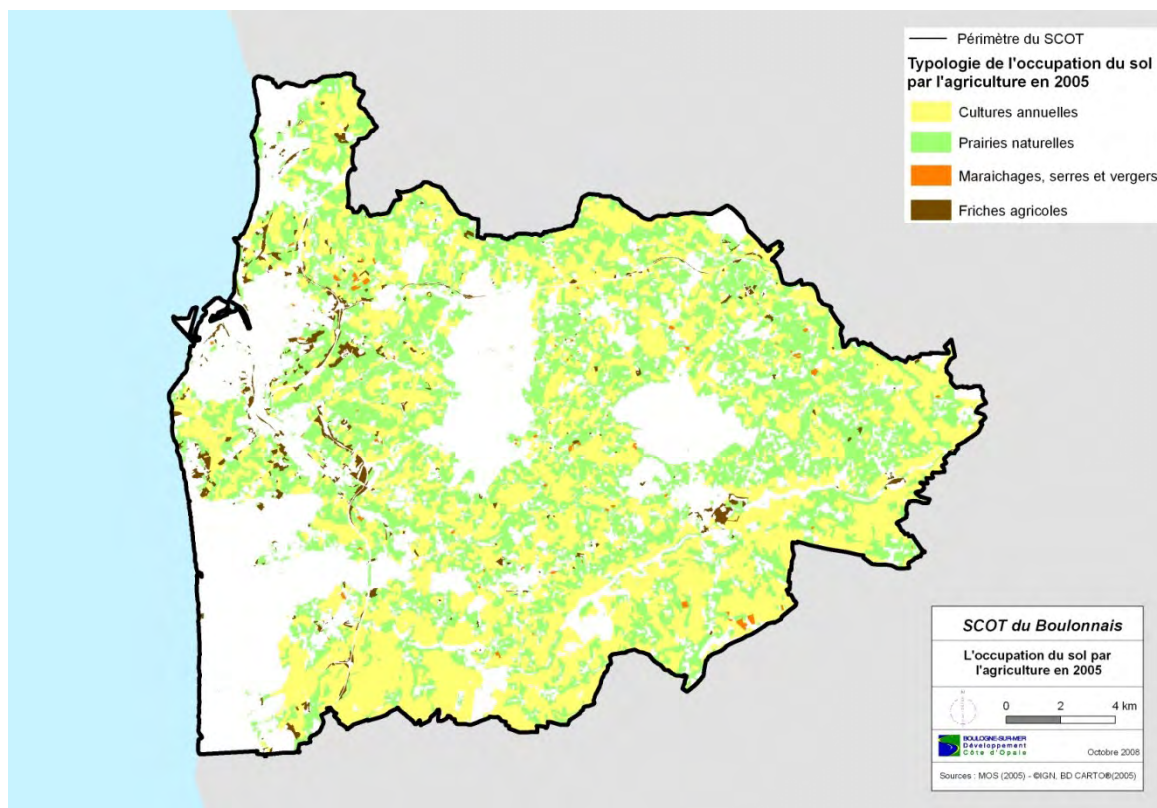 Périmètre du SCOT
Typologie de l'occupation du sol
par l'agriculture en 2005
Cultures annuelles
Prairies naturelles
Maraichages, serres et vergers
Friches agricoles
SCOT du Boulonnais
L'occupation du sol par
l'agriculture en 2005
0 2 4 km
BOULOGNE-SUR-MER
Développement
Côte d'Opale
Octobre 2008
Sources : MOS (2005) - ©IGN, BD CARTO®(2005)